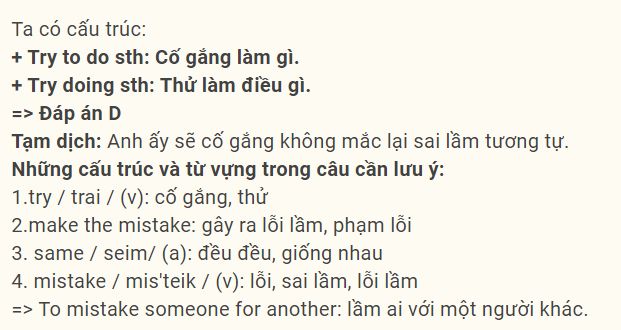 Ta có cấu trúc:
+ Try to do sth: Cố gắng làm gì.
+ Try doing sth: Thử làm điều gì.
=> Đáp án D
Tạm dịch: Anh ấy sẽ cố gắng không mắc lại sai lầm tương tự.
Những cấu trúc và từ vựng trong câu cần lưu ý:
1.try / trai / (v): cố gắng, thử
2.make the mistake: gây ra lỗi lầm, phạm lỗi
3. same / seim/ (a): đều đều, giống nhau
4. mistake / mis'teik / (v): lỗi, sai lầm, lỗi lầm
=> To mistake someone for another: lầm ai với một người khác.